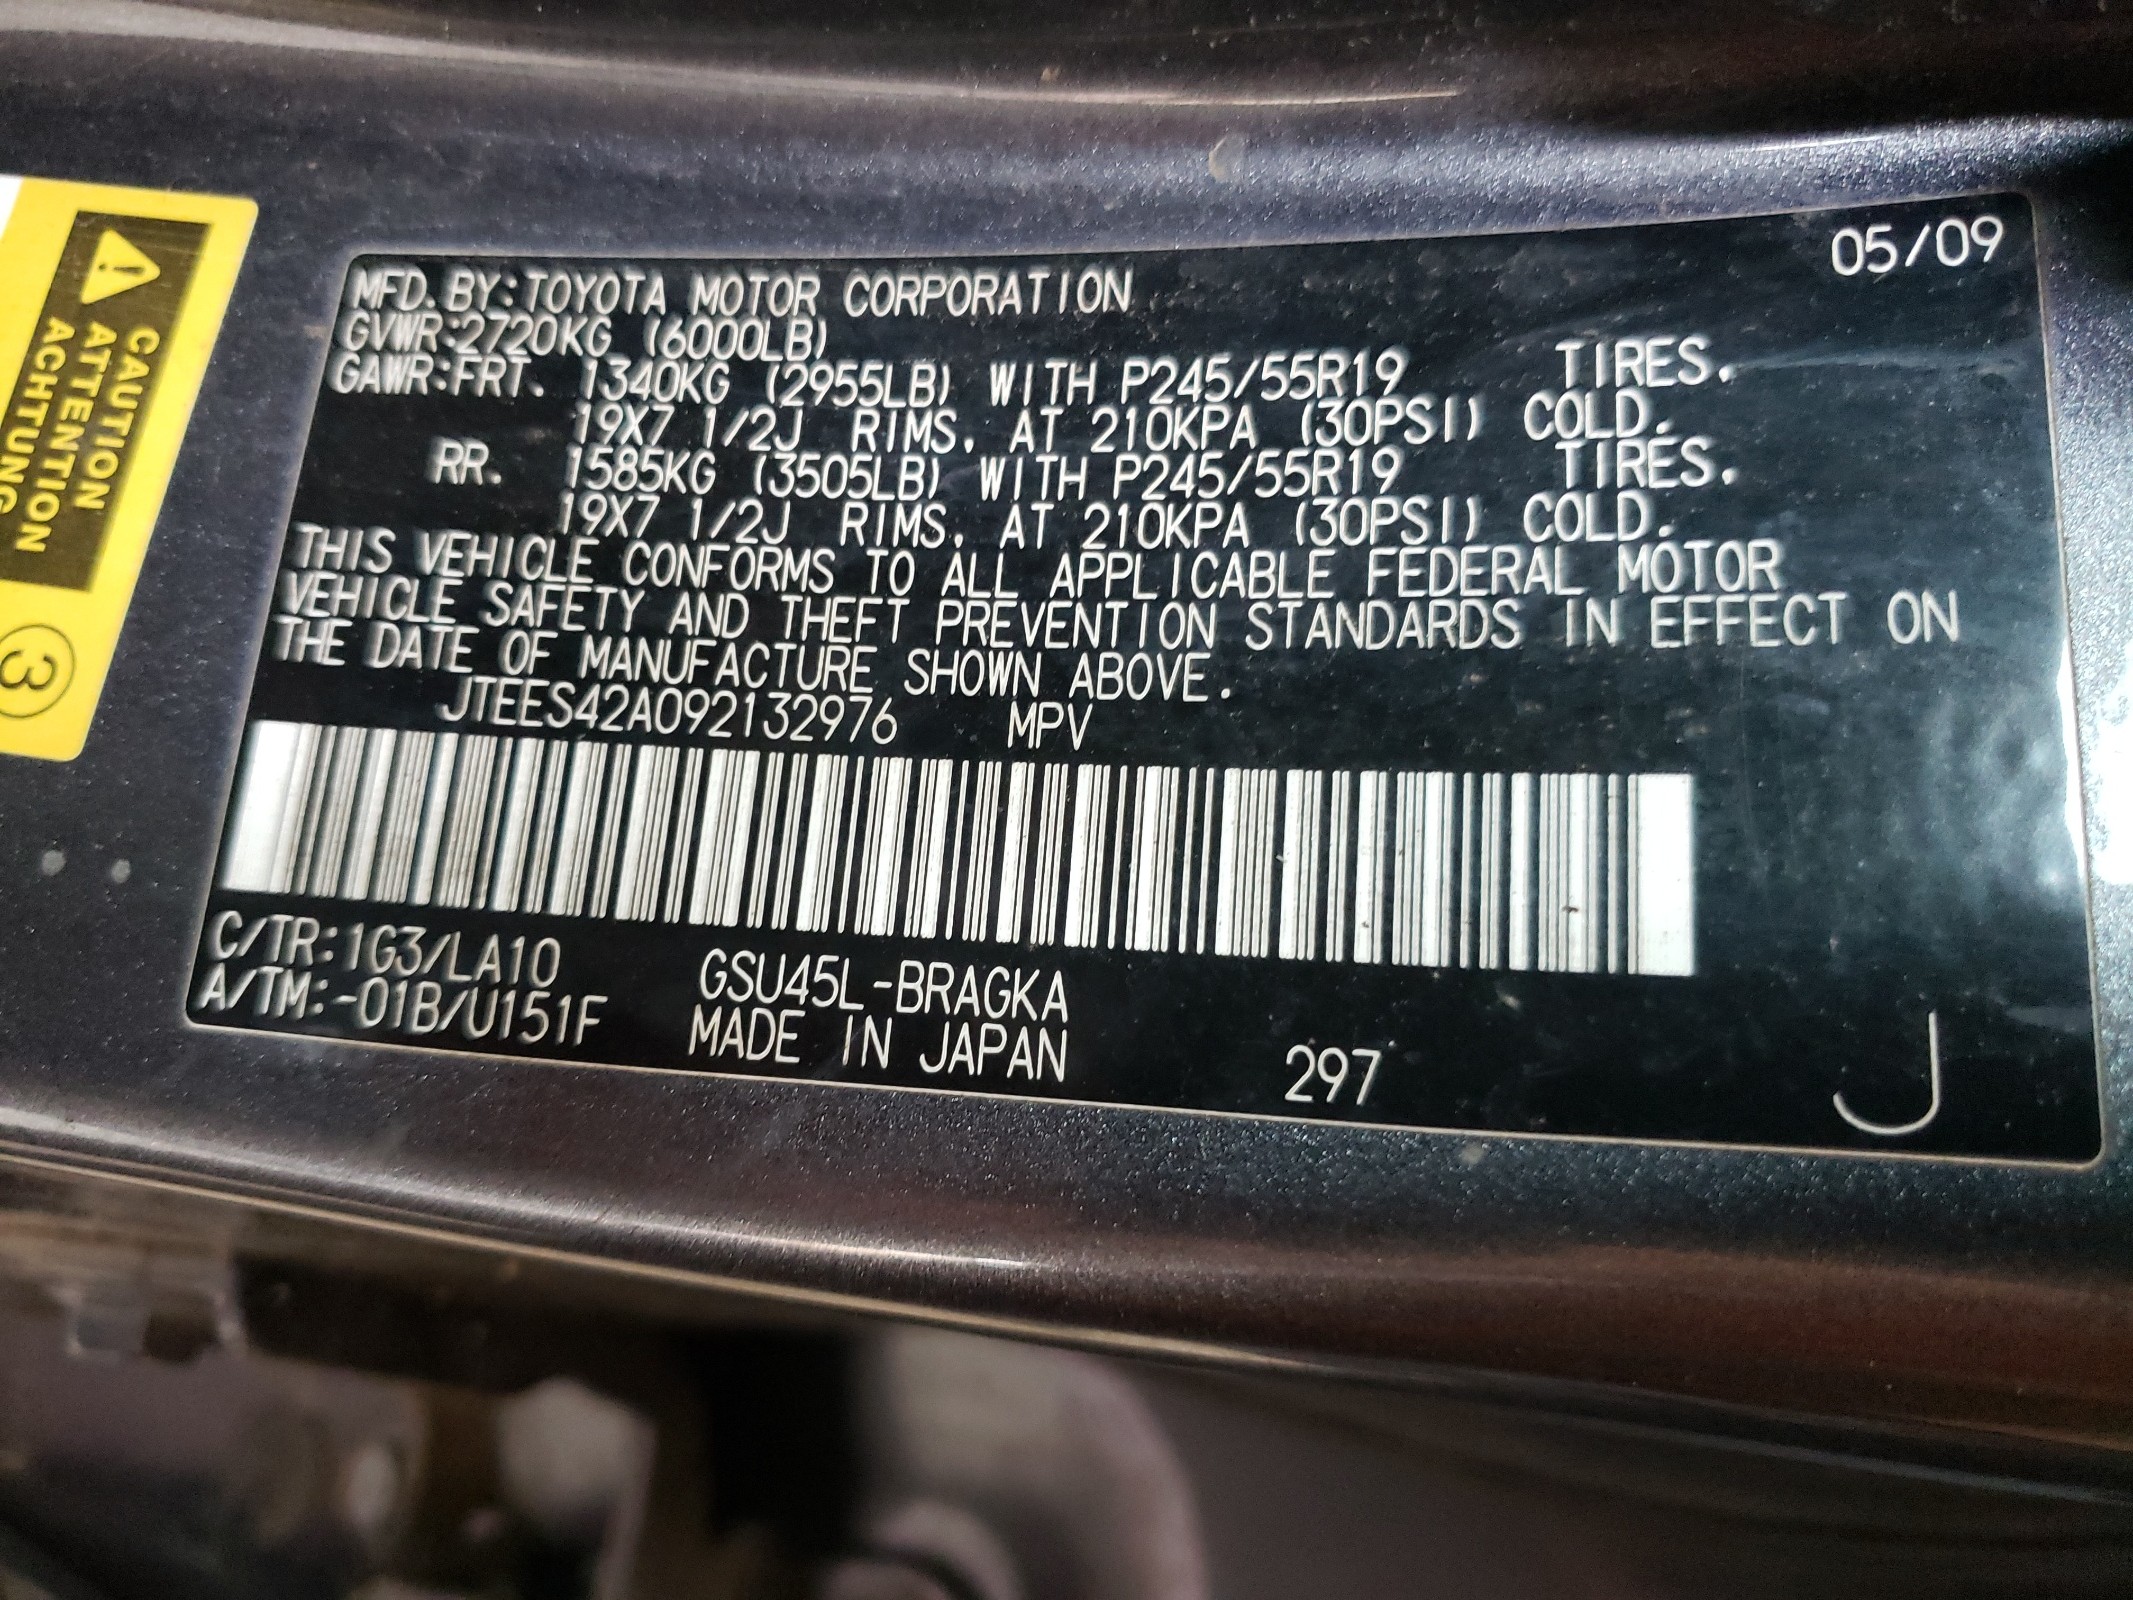 05/09
MFD. BY:TOYOTA MOTOR CORPORATION
GVWR:2720KG (6000LB)
GAWR:FRT. 1340KG (2955LB) WITH P245/55R19 TIRES.
19X7 1/2J RIMS, AT 210KPA (30PSI) COLD.
RR. 1585KG (3505LB) WITH P245/55R19 TIRES.
19X7 1/2J RIMS, AT 210KPA (30PSI) COLD.
THIS VEHICLE CONFORMS TO ALL APPLICABLE FEDERAL MOTOR
VEHICLE SAFETY AND THEFT PREVENTION STANDARDS IN EFFECT ON
THE DATE OF MANUFACTURE SHOWN ABOVE.
JTEES42A092132976 MPV
C/TR:1G3/LA10 GSU45L-BRAGKA
A/TM:-01B/U151F MADE IN JAPAN 297 J
CAUTION
ATTENTION
ACHTUNG
3